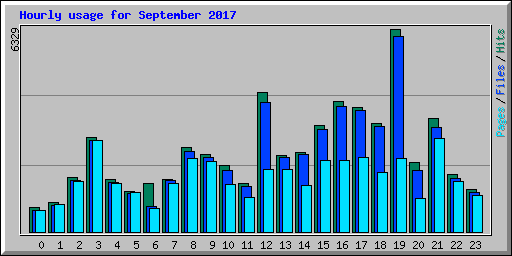 Hourly usage for September 2017
6329
Pages / Files / Hits
0 1 2 3 4 5 6 7 8 9 10 11 12 13 14 15 16 17 18 19 20 21 22 23